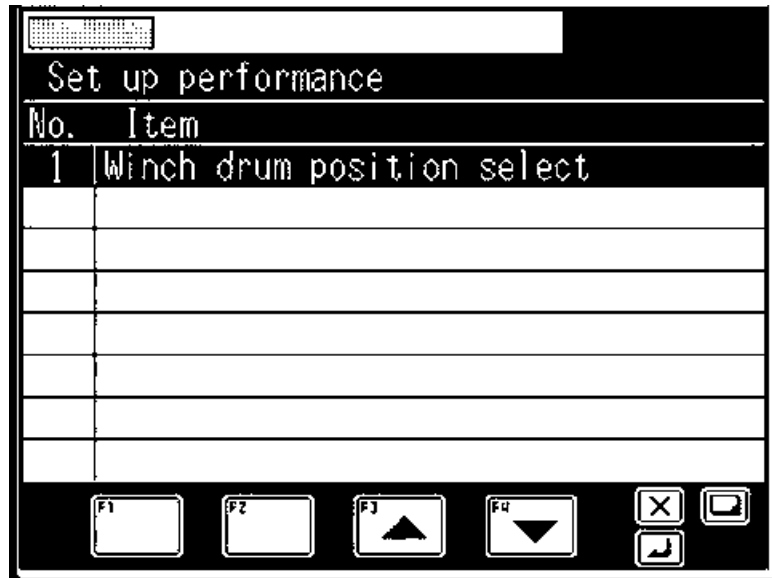 Set up performance
No. Item
1 Winch drum position select
F1 F2 F3 F4